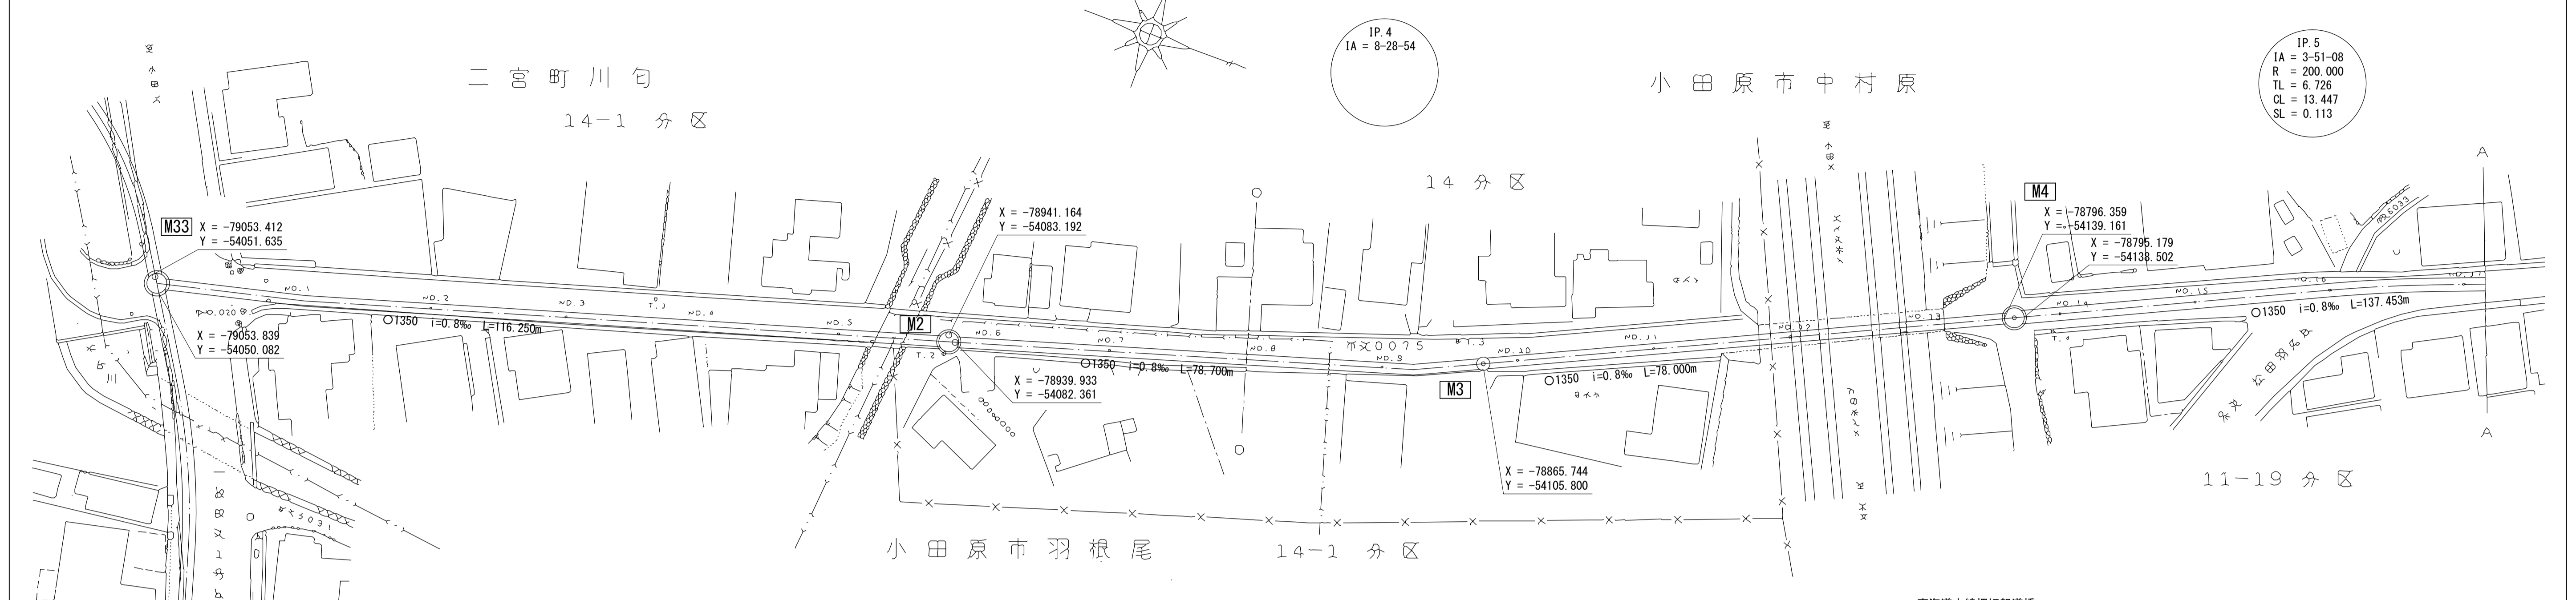 IP.4
IA = 8-28-54
IP.5
IA = 3-51-08
R = 200.000
TL = 6.726
CL = 13.447
SL = 0.113
二宮町川匂
14-1 分区
小田原市中村原
14 分区
A
M33
X = -79053.412
Y = -54051.635
X = -78941.164
Y = -54083.192
M4
X = -78796.359
Y = -54139.161
X = -78795.179
Y = -54138.502
NO.1
NO.2
NO.3
T.1
NO.4
NO.5
M2
NO.6
NO.7
NO.8
NO.9
NO.10
NO.11
NO.12
NO.13
NO.14
NO.15
NO.16
NO.17
X = -79053.839
Y = -54050.082
○1350 i=0.8‰ L=116.250m
T.2
○1350 i=0.8‰ L=78.700m
T.3
M3
○1350 i=0.8‰ L=78.000m
○1350 i=0.8‰ L=137.453m
T.4
X = -78939.933
Y = -54082.361
X = -78865.744
Y = -54105.800
A
11-19 分区
小田原市羽根尾
14-1 分区